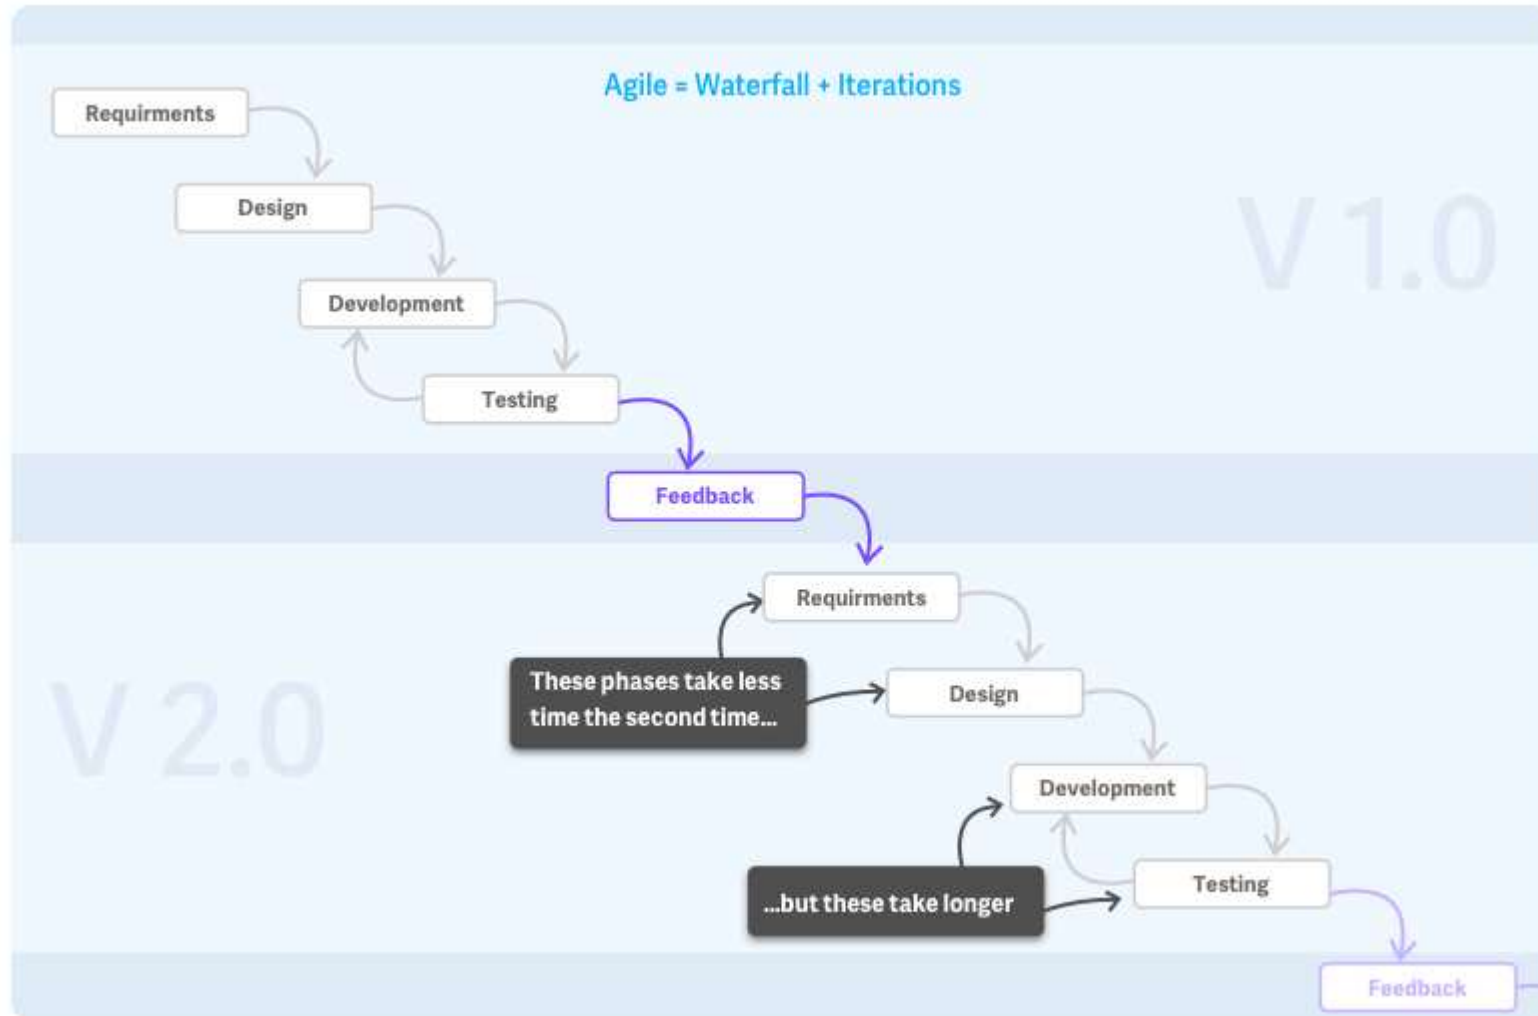 Agile = Waterfall + Iterations
Requirments
Design
V 1.0
Development
Testing
Feedback
Requirments
These phases take less
time the second time...
Design
V 2.0
Development
Testing
...but these take longer
Feedback